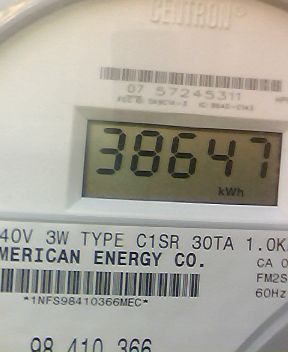 CENTRON®
07 57245311
38647
kWh
40V 3W TYPE C1SR 30TA 1.0K
MERICAN ENERGY CO.
CA 0
FM2S
60Hz
*1NFS98410366MEC*
98 410 366